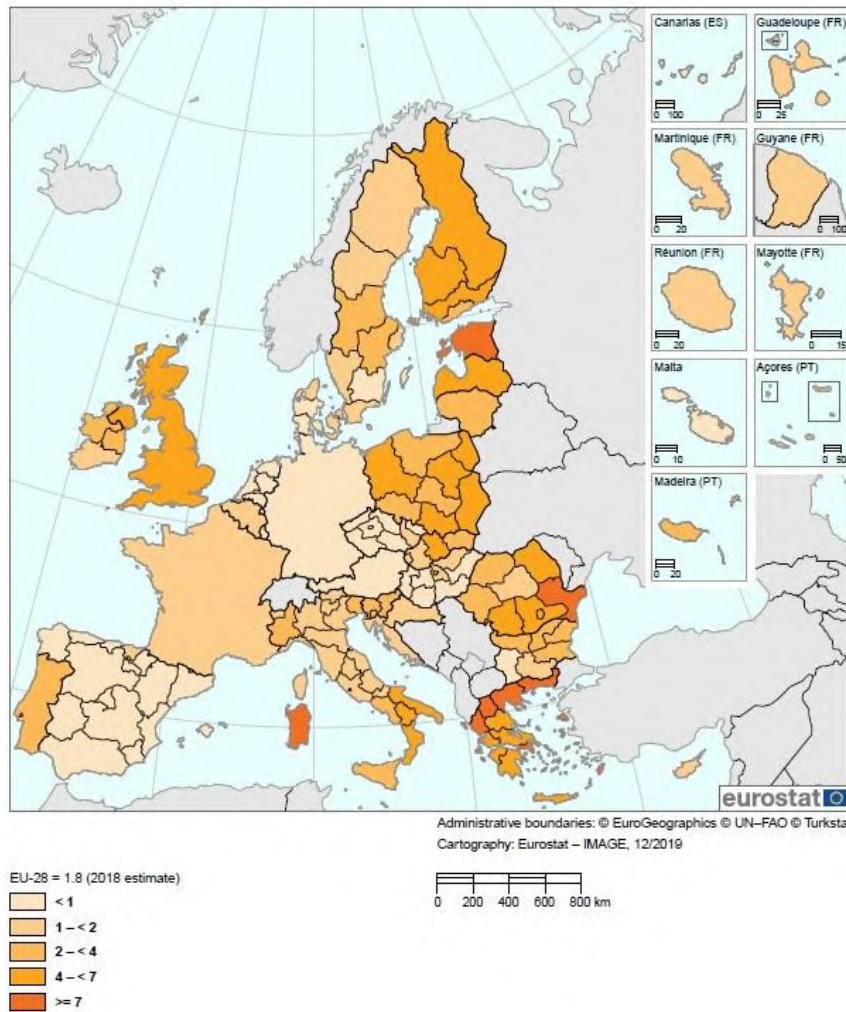 Canarias (ES)
0 100
Guadeloupe (FR)
0 25
Martinique (FR)
0 20
Guyane (FR)
0 100
Réunion (FR)
0 20
Mayotte (FR)
0 15
Malta
0 10
Açores (PT)
0 50
Madeira (PT)
0 20
eurostat
Administrative boundaries: © EuroGeographics © UN–FAO © Turksta
Cartography: Eurostat – IMAGE, 12/2019
0 200 400 600 800 km
EU-28 = 1.8 (2018 estimate)
< 1
1 – < 2
2 – < 4
4 – < 7
>= 7